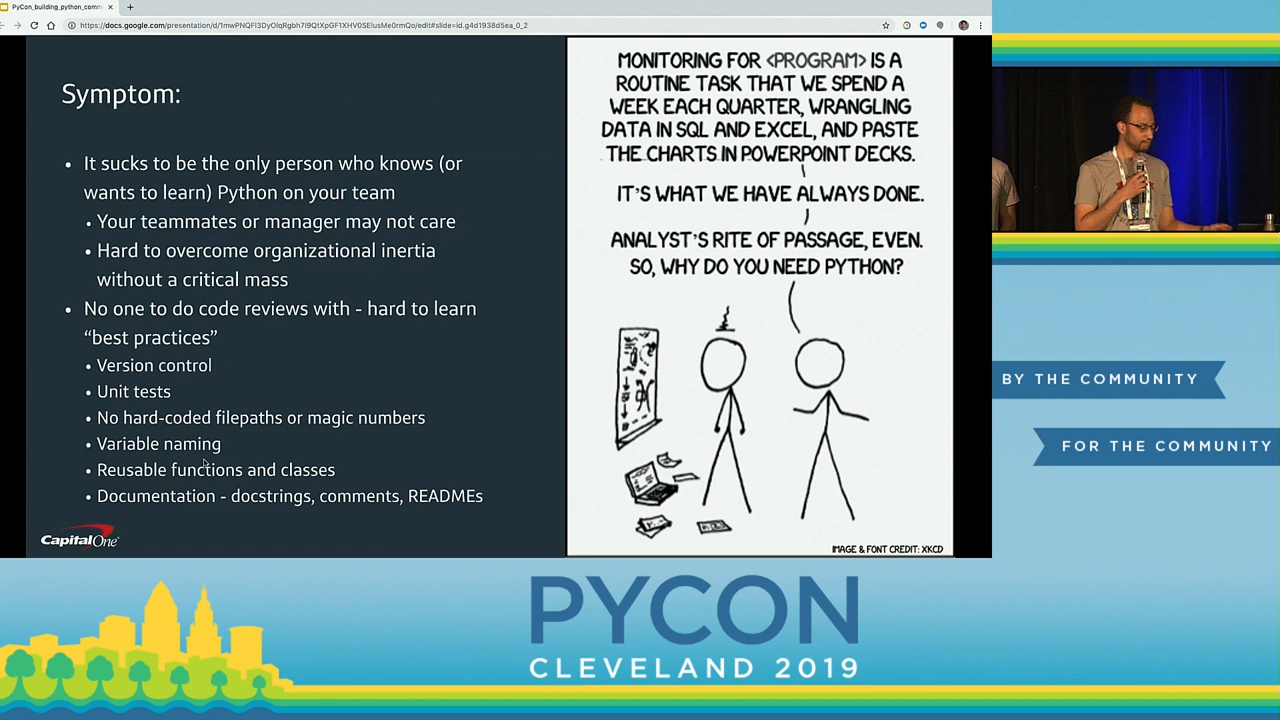 PyCon_building_python_comm
https://docs.google.com/presentation/d/1mwPNQFl3DyOlqRgbh7l9QtXpGF1XHV0SElusMe0rmQo/edit#slide=id.g4d1938d5ea_0_2
Symptom:
• It sucks to be the only person who knows (or
wants to learn) Python on your team
• Your teammates or manager may not care
• Hard to overcome organizational inertia
without a critical mass
• No one to do code reviews with - hard to learn
“best practices”
• Version control
• Unit tests
• No hard-coded filepaths or magic numbers
• Variable naming
• Reusable functions and classes
• Documentation - docstrings, comments, READMEs
CapitalOne
MONITORING FOR <PROGRAM> IS A
ROUTINE TASK THAT WE SPEND A
WEEK EACH QUARTER, WRANGLING
DATA IN SQL AND EXCEL, AND PASTE
THE CHARTS IN POWERPOINT DECKS.
IT'S WHAT WE HAVE ALWAYS DONE.
ANALYST'S RITE OF PASSAGE, EVEN.
SO, WHY DO YOU NEED PYTHON?
IMAGE & FONT CREDIT: XKCD
BY THE COMMUNITY
FOR THE COMMUNITY
PYCON
CLEVELAND 2019